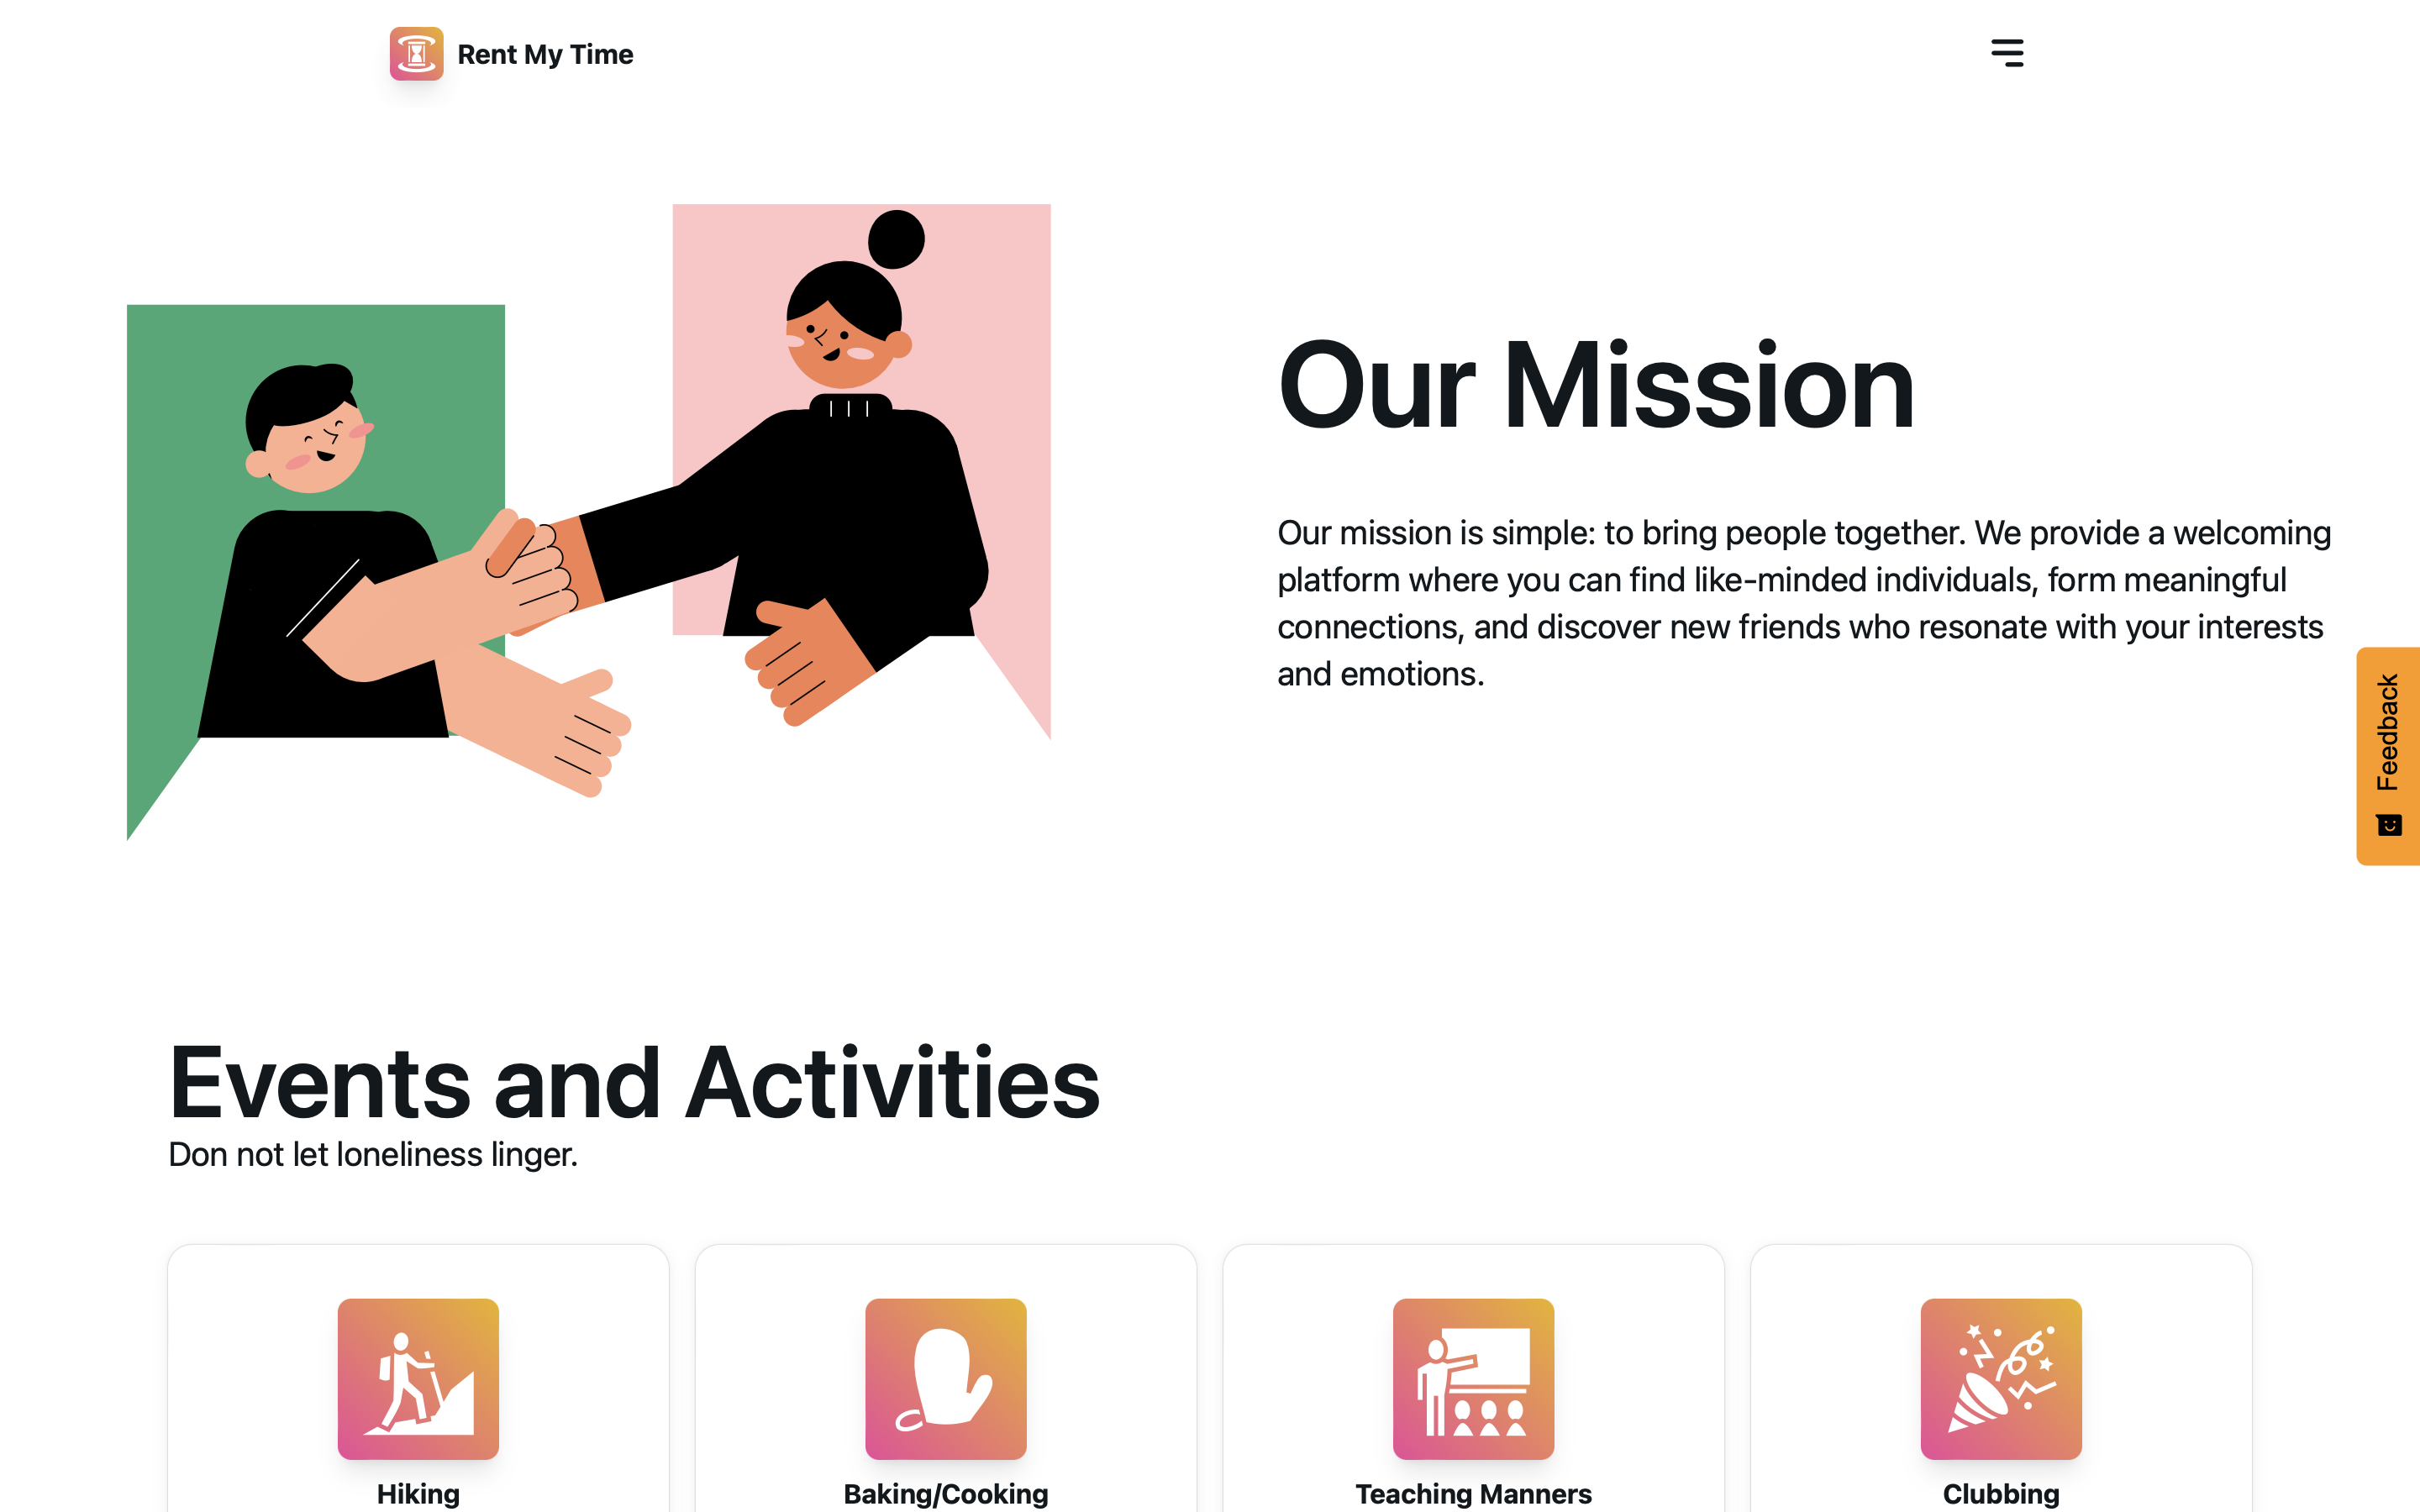 Rent My Time
Our Mission
Our mission is simple: to bring people together. We provide a welcoming
platform where you can find like-minded individuals, form meaningful
connections, and discover new friends who resonate with your interests
and emotions.
Feedback
Events and Activities
Don not let loneliness linger.
Hiking
Baking/Cooking
Teaching Manners
Clubbing